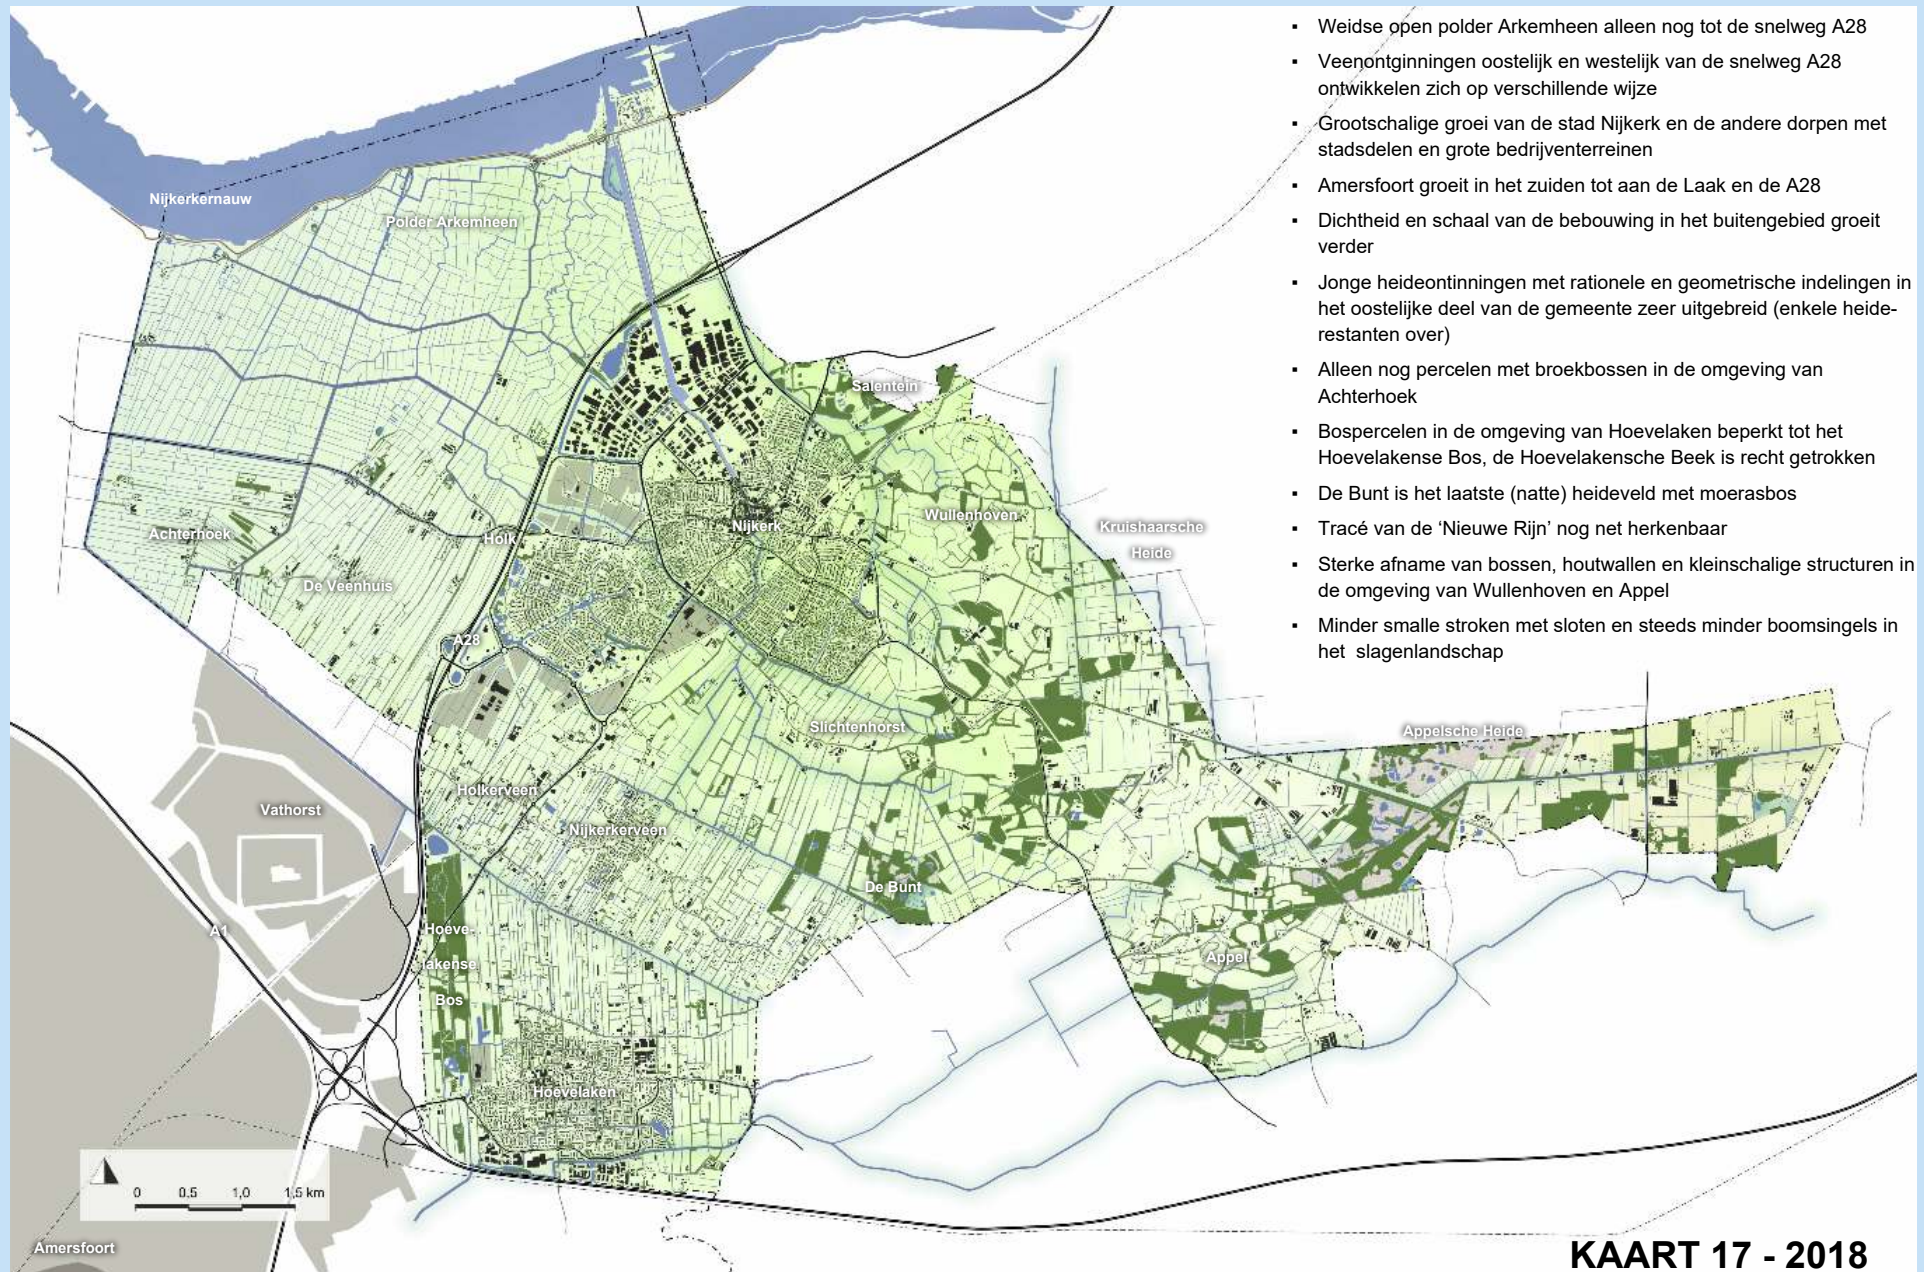 ▪ Weidse open polder Arkemheen alleen nog tot de snelweg A28
▪ Veenontginningen oostelijk en westelijk van de snelweg A28
ontwikkelen zich op verschillende wijze
▪ Grootschalige groei van de stad Nijkerk en de andere dorpen met
stadsdelen en grote bedrijventerreinen
▪ Amersfoort groeit in het zuiden tot aan de Laak en de A28
▪ Dichtheid en schaal van de bebouwing in het buitengebied groeit
verder
▪ Jonge heideontinningen met rationele en geometrische indelingen in
het oostelijke deel van de gemeente zeer uitgebreid (enkele heide-
restanten over)
▪ Alleen nog percelen met broekbossen in de omgeving van
Achterhoek
▪ Bospercelen in de omgeving van Hoevelaken beperkt tot het
Hoevelakense Bos, de Hoevelakensche Beek is recht getrokken
▪ De Bunt is het laatste (natte) heideveld met moerasbos
▪ Tracé van de ‘Nieuwe Rijn’ nog net herkenbaar
▪ Sterke afname van bossen, houtwallen en kleinschalige structuren in
de omgeving van Wullenhoven en Appel
▪ Minder smalle stroken met sloten en steeds minder boomsingels in
het slagenlandschap
Nijkerkernauw
Polder Arkemheen
Salentein
Wullenhoven
Nijkerk
Kruishaarsche
Heide
Achterhoek
Holk
De Veenhuis
A28
Slichtenhorst
Appelsche Heide
Holkerveen
Vathorst
Nijkerkerveen
De Bunt
A1
Hoeve-
lakense
Bos
Appel
Hoevelaken
0 0,5 1,0 1,5 km
Amersfoort
KAART 17 - 2018